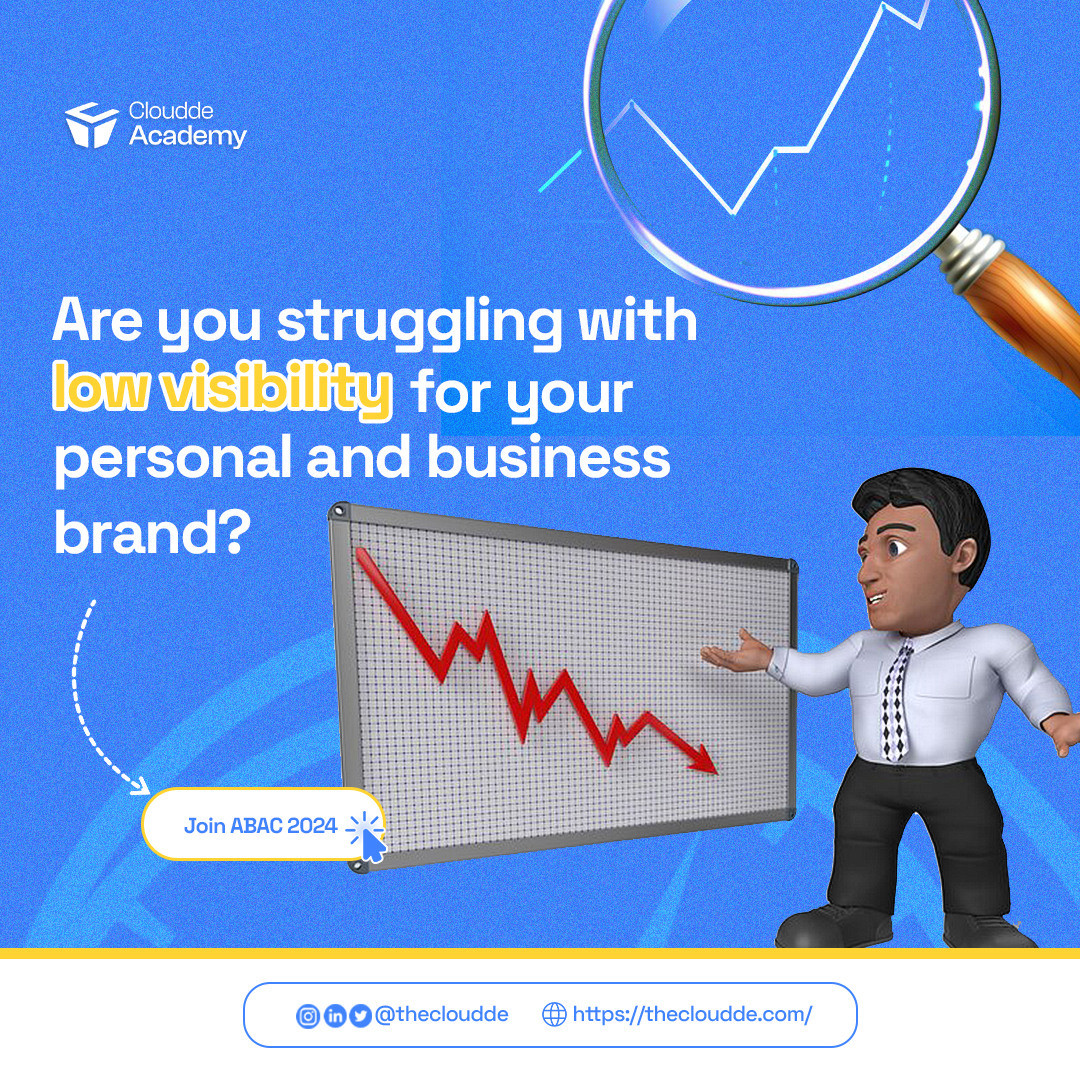 Cloudde
Academy
Are you struggling with
low visibility for your
personal and business
brand?
Join ABAC 2024
@thecloudde
https://thecloudde.com/